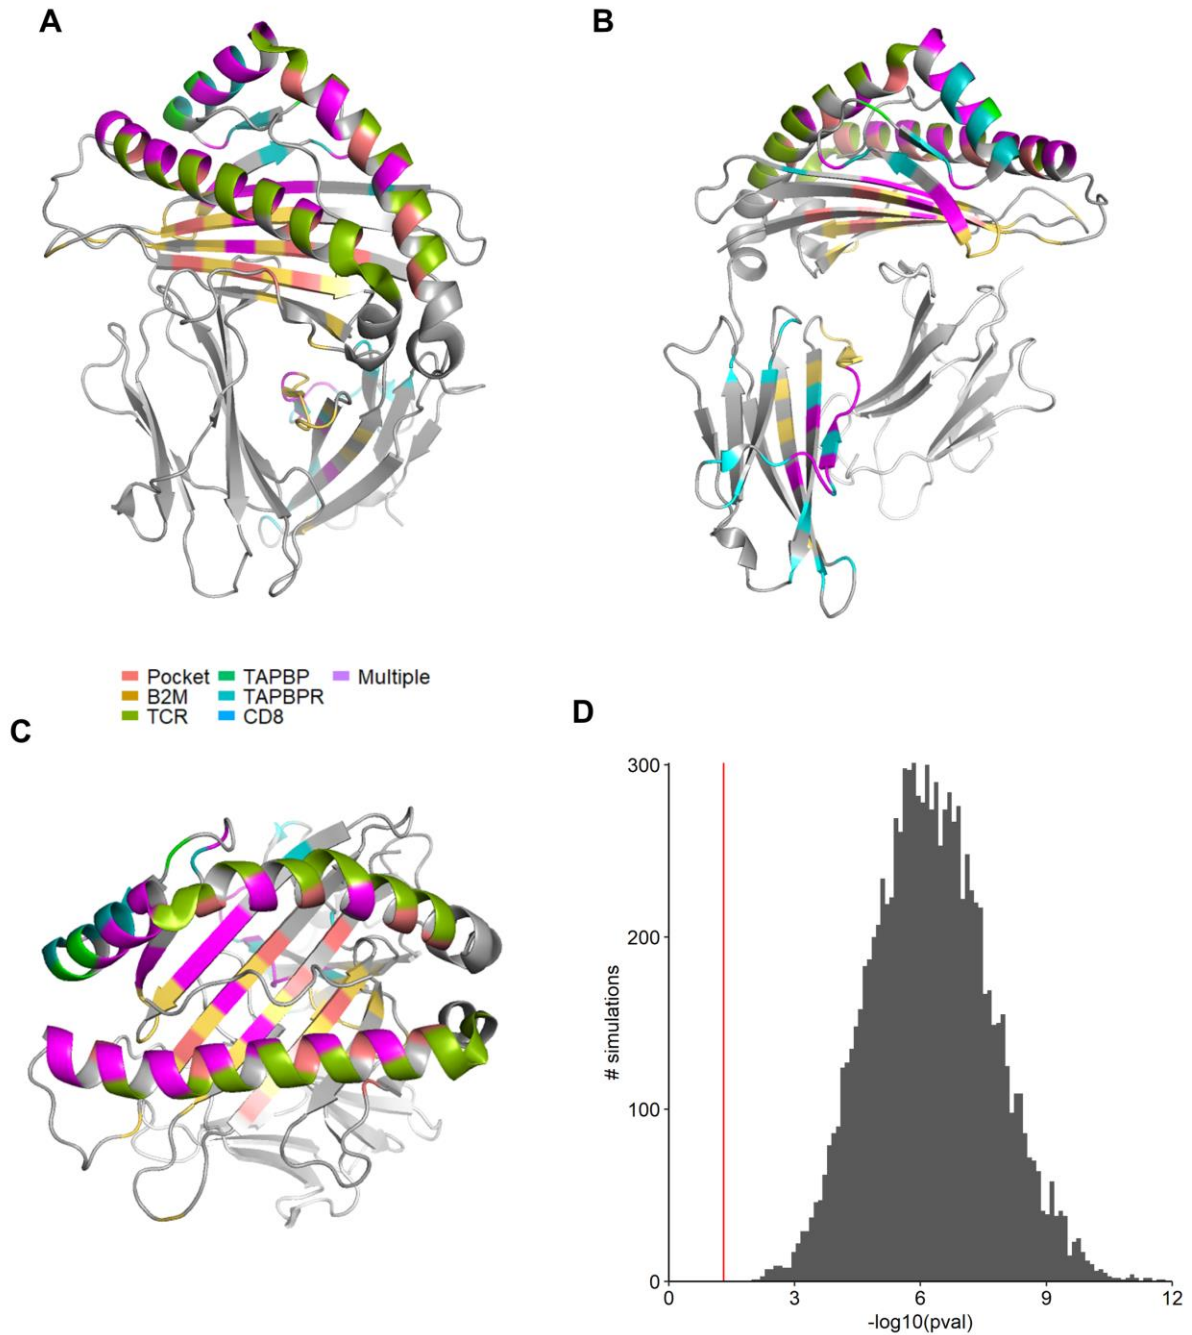 A
B
Pocket TAPBP Multiple
B2M TAPBPR
TCR CD8
C
D
300
200
100
0
# simulations
0 3 6 9 12
-log10(pval)